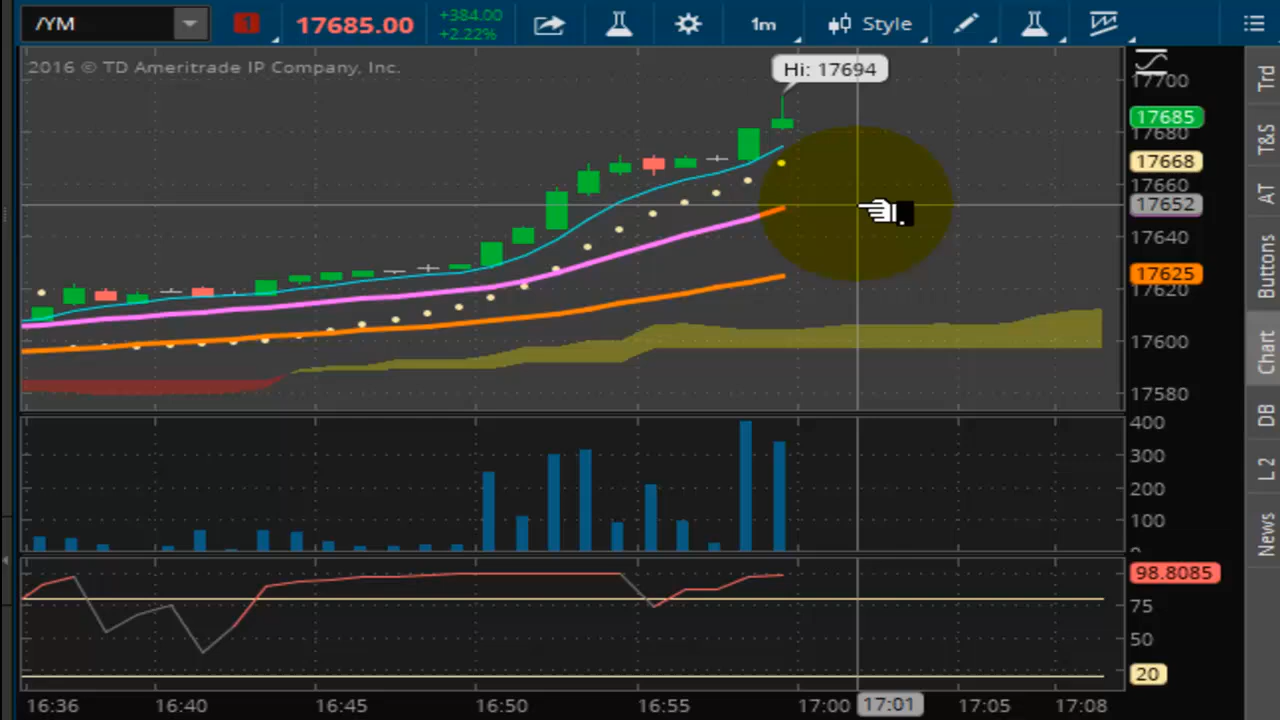 /YM 1 17685.00 +384.00 1m Style
+2.22%
2016 © TD Ameritrade IP Company, Inc.
Hi: 17694
17700
17685
17680
17668
17660
17652
17640
17625
17620
17600
17580
400
300
200
100
0
98.8085
75
50
20
16:36 16:40 16:45 16:50 16:55 17:00 17:01 17:05 17:08
Trd
T&S
AT
Buttons
Chart
DB
L 2
News